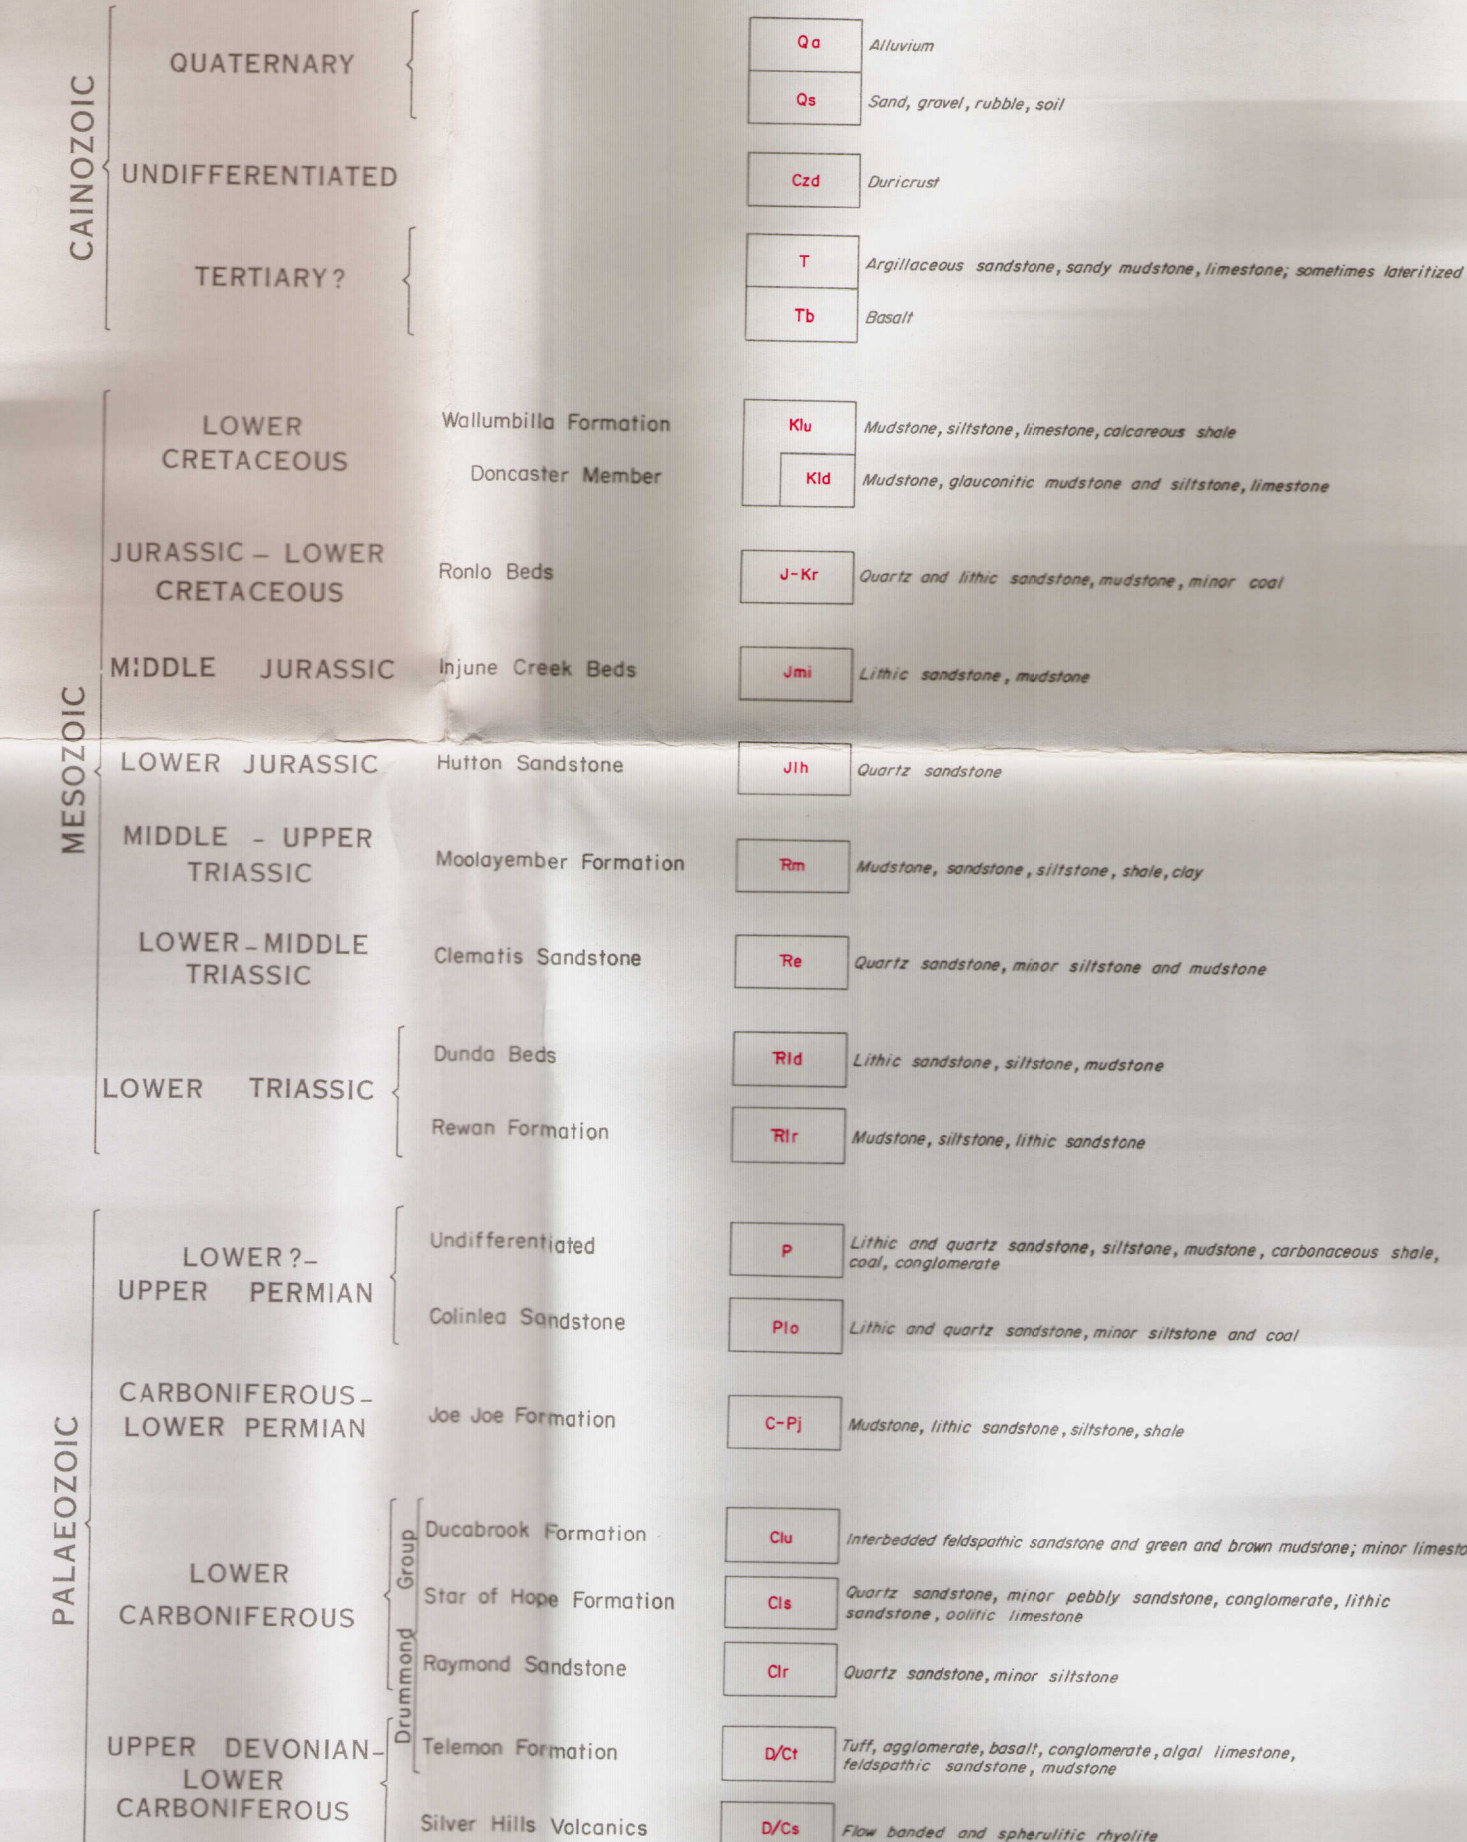 CAINOZOIC
QUATERNARY
Qa Alluvium
Qs Sand, gravel, rubble, soil
UNDIFFERENTIATED Czd Duricrust
TERTIARY?
T Argillaceous sandstone, sandy mudstone, limestone; sometimes lateritized
Tb Basalt
MESOZOIC
LOWER
CRETACEOUS
Wallumbilla Formation Klu Mudstone, siltstone, limestone, calcareous shale
Doncaster Member Kld Mudstone, glauconitic mudstone and siltstone, limestone
JURASSIC – LOWER
CRETACEOUS
Ronlo Beds J-Kr Quartz and lithic sandstone, mudstone, minor coal
MIDDLE JURASSIC Injune Creek Beds Jmi Lithic sandstone, mudstone
LOWER JURASSIC Hutton Sandstone Jlh Quartz sandstone
MIDDLE - UPPER
TRIASSIC
Moolayember Formation Rm Mudstone, sandstone, siltstone, shale, clay
LOWER – MIDDLE
TRIASSIC
Clematis Sandstone Re Quartz sandstone, minor siltstone and mudstone
LOWER TRIASSIC
Dunda Beds Rld Lithic sandstone, siltstone, mudstone
Rewan Formation Rlr Mudstone, siltstone, lithic sandstone
PALAEOZOIC
LOWER ? –
UPPER PERMIAN
Undifferentiated P Lithic and quartz sandstone, siltstone, mudstone, carbonaceous shale,
coal, conglomerate
Colinlea Sandstone Plo Lithic and quartz sandstone, minor siltstone and coal
CARBONIFEROUS –
LOWER PERMIAN
Joe Joe Formation C-Pj Mudstone, lithic sandstone, siltstone, shale
LOWER
CARBONIFEROUS
Drummond Group
Ducabrook Formation Clu Interbedded feldspathic sandstone and green and brown mudstone; minor limesto
Star of Hope Formation Cls Quartz sandstone, minor pebbly sandstone, conglomerate, lithic
sandstone, oolitic limestone
Raymond Sandstone Clr Quartz sandstone, minor siltstone
UPPER DEVONIAN –
LOWER
CARBONIFEROUS
Telemon Formation D/Ct Tuff, agglomerate, basalt, conglomerate, algal limestone,
feldspathic sandstone, mudstone
Silver Hills Volcanics D/Cs Flow banded and spherulitic rhyolite